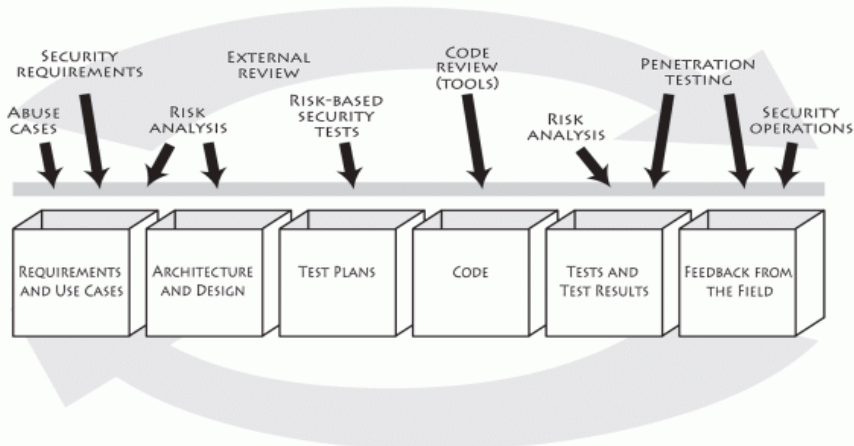 SECURITY
REQUIREMENTS
ABUSE
CASES
RISK
ANALYSIS
EXTERNAL
REVIEW
RISK-BASED
SECURITY
TESTS
CODE
REVIEW
(TOOLS)
RISK
ANALYSIS
PENETRATION
TESTING
SECURITY
OPERATIONS
REQUIREMENTS
AND USE CASES
ARCHITECTURE
AND DESIGN
TEST PLANS
CODE
TESTS AND
TEST RESULTS
FEEDBACK FROM
THE FIELD